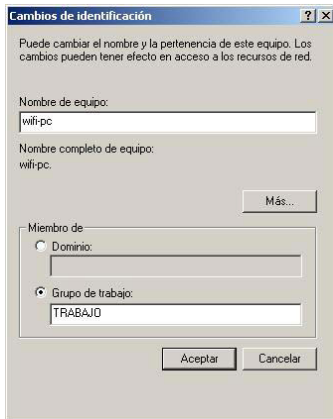 Cambios de identificación
Puede cambiar el nombre y la pertenencia de este equipo. Los
cambios pueden tener efecto en acceso a los recursos de red.
Nombre de equipo:
wifi-pc
Nombre completo de equipo:
wifi-pc.
Más...
Miembro de
Dominio:
Grupo de trabajo:
TRABAJO
Aceptar
Cancelar